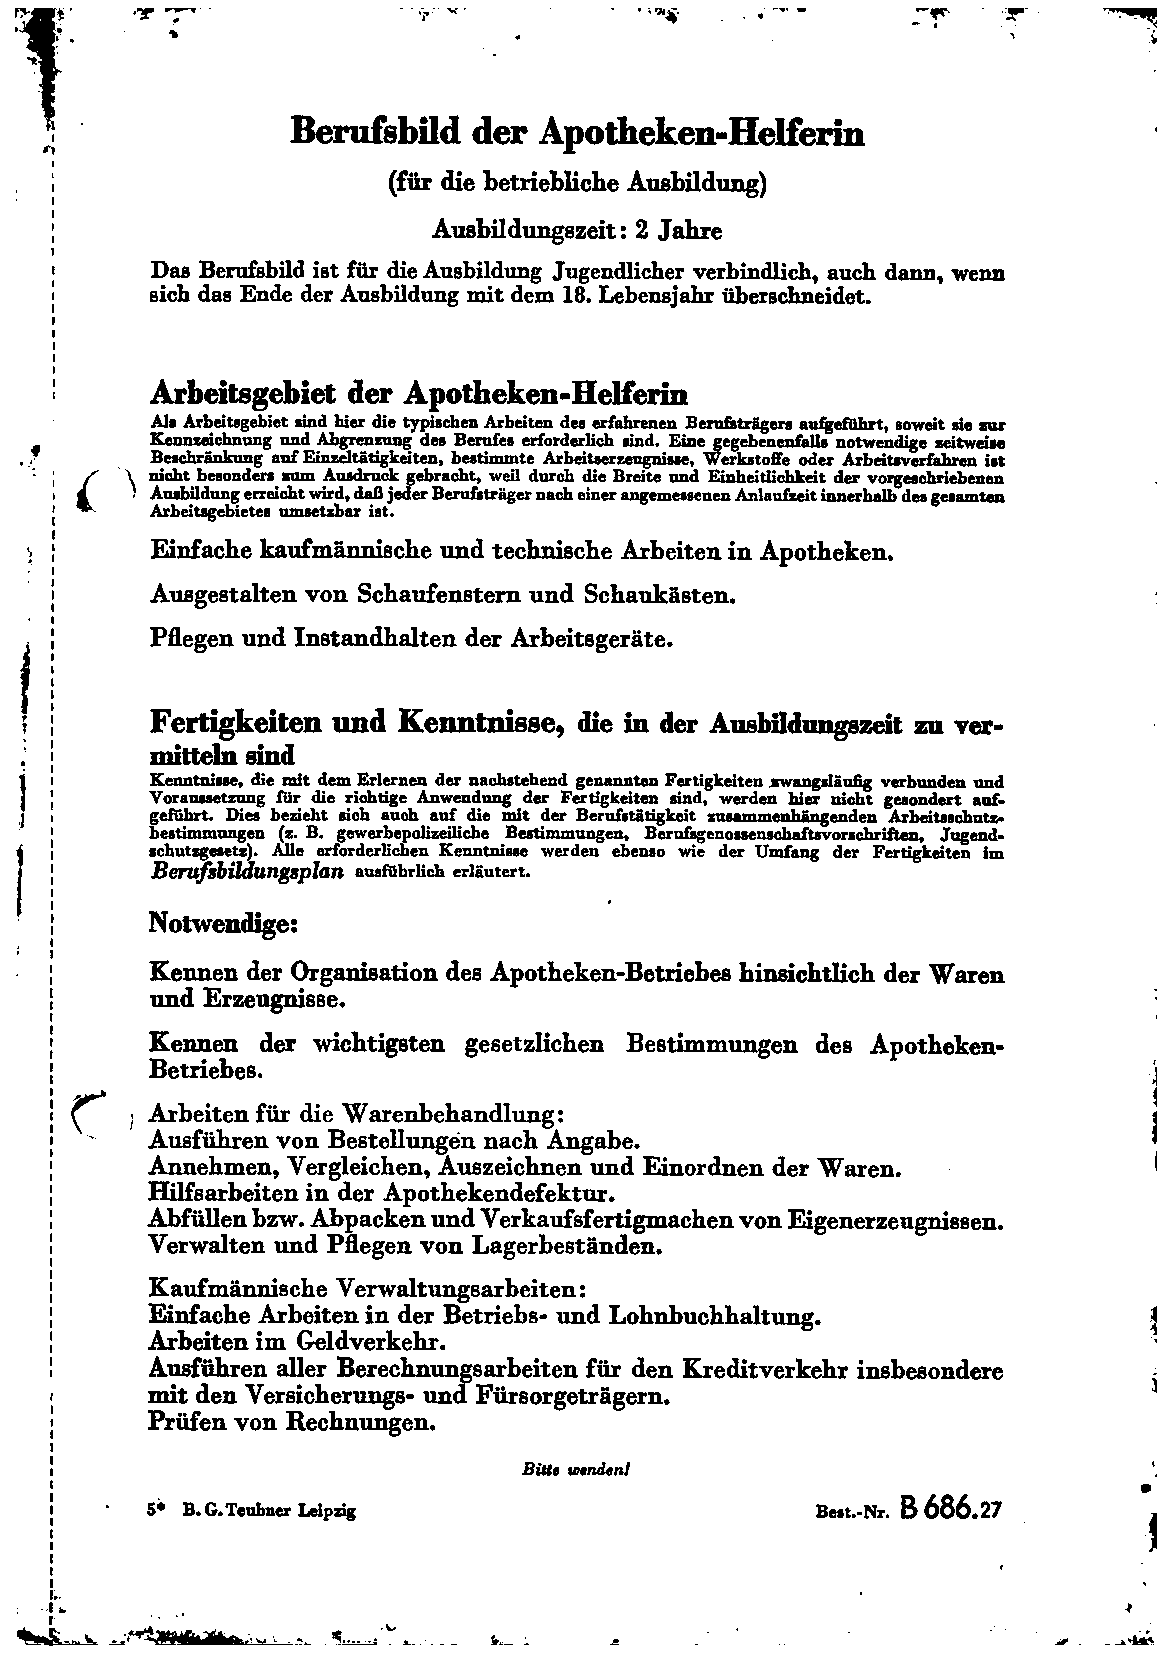 Berufsbild der Apotheken-Helferin
(für die betriebliche Ausbildung)
Ausbildungszeit: 2 Jahre
Das Berufsbild ist für die Ausbildung Jugendlicher verbindlich, auch dann, wenn
sich das Ende der Ausbildung mit dem 18. Lebensjahr überschneidet.
Arbeitsgebiet der Apotheken-Helferin
Als Arbeitsgebiet sind hier die typischen Arbeiten des erfahrenen Berufsträgers aufgeführt, soweit sie zur
Kennzeichnung und Abgrenzung des Berufes erforderlich sind. Eine gegebenenfalls notwendige zeitweise
Beschränkung auf Einzeltätigkeiten, bestimmte Arbeitserzeugnisse, Werkstoffe oder Arbeitsverfahren ist
nicht besonders zum Ausdruck gebracht, weil durch die Breite und Einheitlichkeit der vorgeschriebenen
Ausbildung erreicht wird, daß jeder Berufsträger nach einer angemessenen Anlaufzeit innerhalb des gesamten
Arbeitsgebietes umsetzbar ist.
Einfache kaufmännische und technische Arbeiten in Apotheken.
Ausgestalten von Schaufenstern und Schaukästen.
Pflegen und Instandhalten der Arbeitsgeräte.
Fertigkeiten und Kenntnisse, die in der Ausbildungszeit zu ver-
mitteln sind
Kenntnisse, die mit dem Erlernen der nachstehend genannten Fertigkeiten zwangsläufig verbunden und
Voraussetzung für die richtige Anwendung der Fertigkeiten sind, werden hier nicht gesondert auf-
geführt. Dies bezieht sich auch auf die mit der Berufstätigkeit zusammenhängenden Arbeitsschutz-
bestimmungen (z. B. gewerbepolizeiliche Bestimmungen, Berufsgenossenschaftsvorschriften, Jugend-
schutzgesetz). Alle erforderlichen Kenntnisse werden ebenso wie der Umfang der Fertigkeiten im
Berufsbildungsplan ausführlich erläutert.
Notwendige:
Kennen der Organisation des Apotheken-Betriebes hinsichtlich der Waren
und Erzeugnisse.
Kennen der wichtigsten gesetzlichen Bestimmungen des Apotheken-
Betriebes.
Arbeiten für die Warenbehandlung:
Ausführen von Bestellungen nach Angabe.
Annehmen, Vergleichen, Auszeichnen und Einordnen der Waren.
Hilfsarbeiten in der Apothekendefektur.
Abfüllen bzw. Abpacken und Verkaufsfertigmachen von Eigenerzeugnissen.
Verwalten und Pflegen von Lagerbeständen.
Kaufmännische Verwaltungsarbeiten:
Einfache Arbeiten in der Betriebs- und Lohnbuchhaltung.
Arbeiten im Geldverkehr.
Ausführen aller Berechnungsarbeiten für den Kreditverkehr insbesondere
mit den Versicherungs- und Fürsorgeträgern.
Prüfen von Rechnungen.
Bitte wenden!
5* B. G. Teubner Leipzig
Best.-Nr. B 686.27